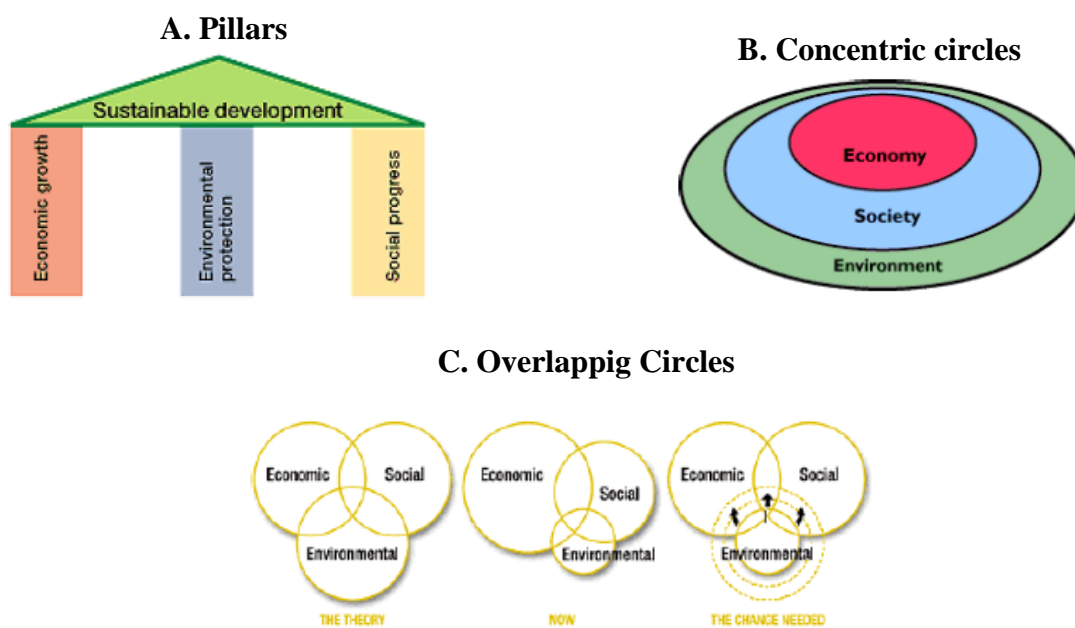 A. Pillars
Sustainable development
Economic growth
Environmental
protection
Social progress
B. Concentric circles
Economy
Society
Environment
C. Overlappig Circles
Economic
Social
Environmental
THE THEORY
Economic
Social
Environmental
NOW
Economic
Social
Environmental
THE CHANCE NEEDED